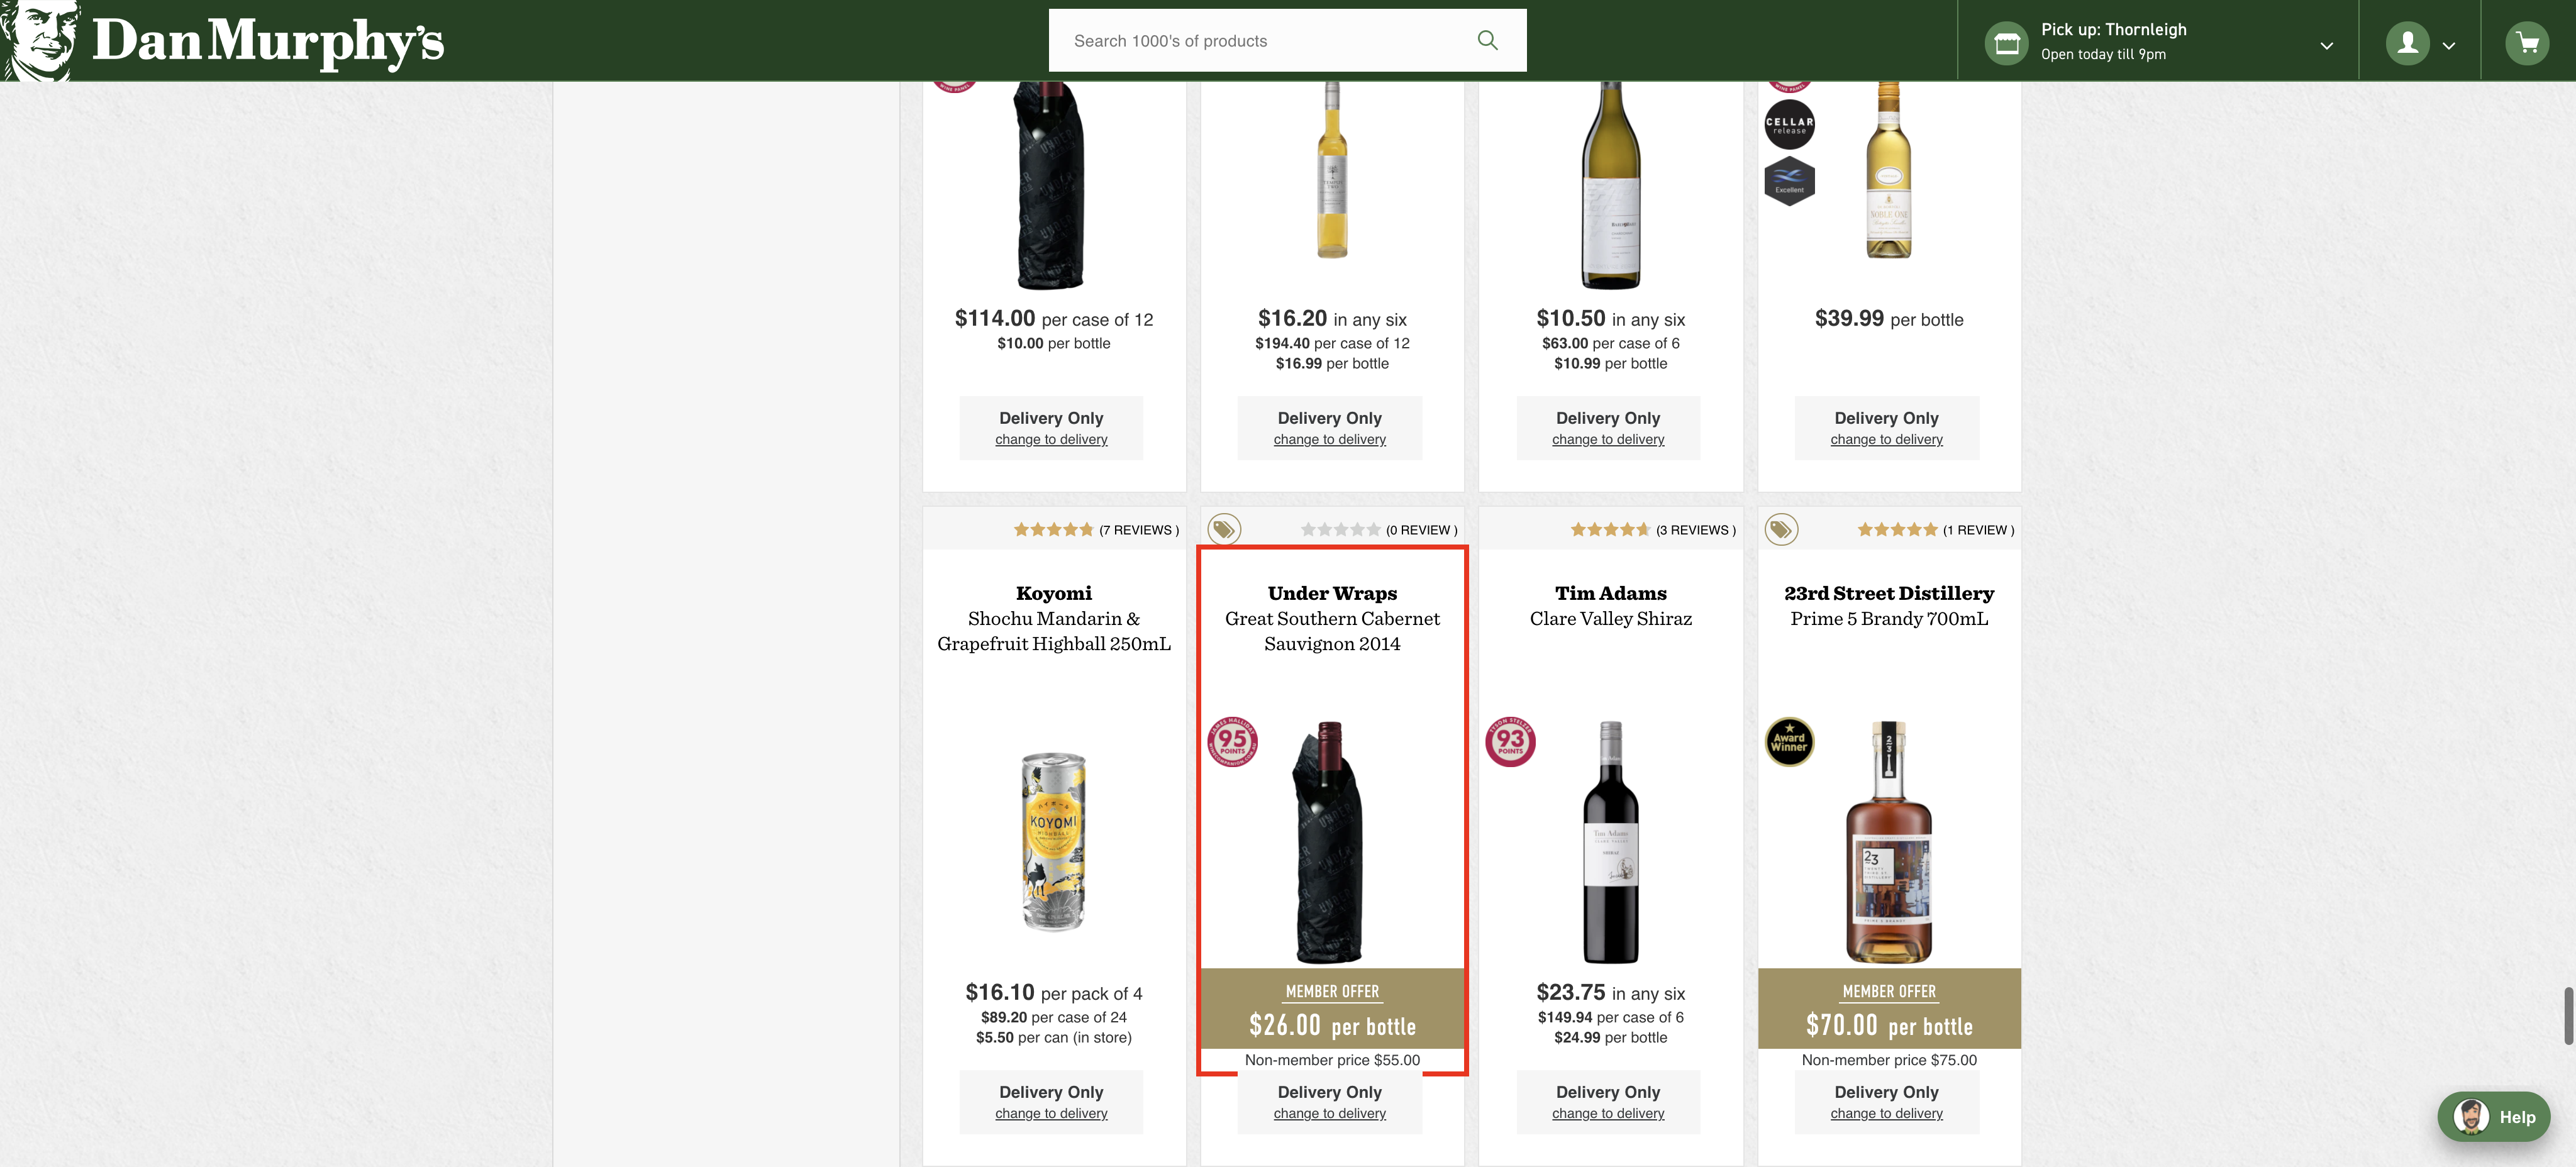 Dan Murphy's
Search 1000's of products
Pick up: Thornleigh
Open today till 9pm
WINE PANEL
CELLAR
release
Excellent
NOBLE ONE
$114.00 per case of 12
$10.00 per bottle
Delivery Only
change to delivery
$16.20 in any six
$194.40 per case of 12
$16.99 per bottle
Delivery Only
change to delivery
$10.50 in any six
$63.00 per case of 6
$10.99 per bottle
Delivery Only
change to delivery
$39.99 per bottle
Delivery Only
change to delivery
(7 REVIEWS )
Koyomi
Shochu Mandarin &
Grapefruit Highball 250mL
KOYOMI
$16.10 per pack of 4
$89.20 per case of 24
$5.50 per can (in store)
Delivery Only
change to delivery
(0 REVIEW )
Under Wraps
Great Southern Cabernet
Sauvignon 2014
95
POINTS
MEMBER OFFER
$26.00 per bottle
Non-member price $55.00
Delivery Only
change to delivery
(3 REVIEWS )
Tim Adams
Clare Valley Shiraz
93
POINTS
Tim Adams
SHIRAZ
$23.75 in any six
$149.94 per case of 6
$24.99 per bottle
Delivery Only
change to delivery
(1 REVIEW )
23rd Street Distillery
Prime 5 Brandy 700mL
Award
Winner
23
MEMBER OFFER
$70.00 per bottle
Non-member price $75.00
Delivery Only
change to delivery
Help